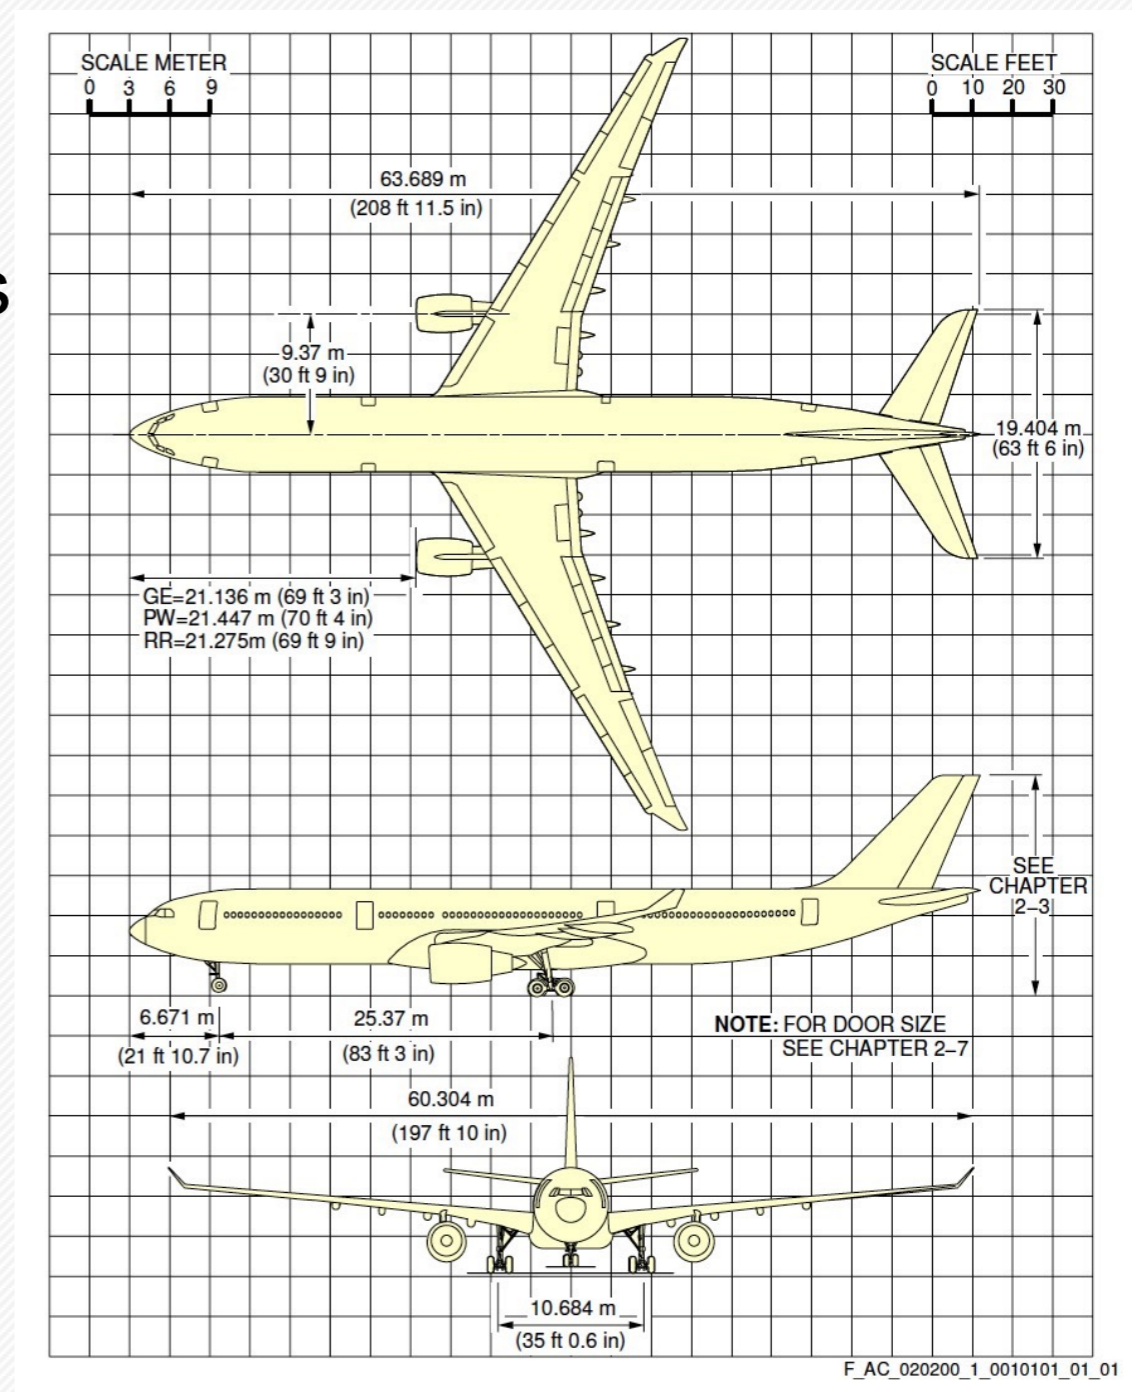 SCALE METER
0 3 6 9
SCALE FEET
0 10 20 30
63.689 m
(208 ft 11.5 in)
s
9.37 m
(30 ft 9 in)
19.404 m
(63 ft 6 in)
GE=21.136 m (69 ft 3 in)
PW=21.447 m (70 ft 4 in)
RR=21.275m (69 ft 9 in)
SEE
CHAPTER
2–3
6.671 m
(21 ft 10.7 in)
25.37 m
(83 ft 3 in)
NOTE: FOR DOOR SIZE
SEE CHAPTER 2–7
60.304 m
(197 ft 10 in)
10.684 m
(35 ft 0.6 in)
F_AC_020200_1_0010101_01_01